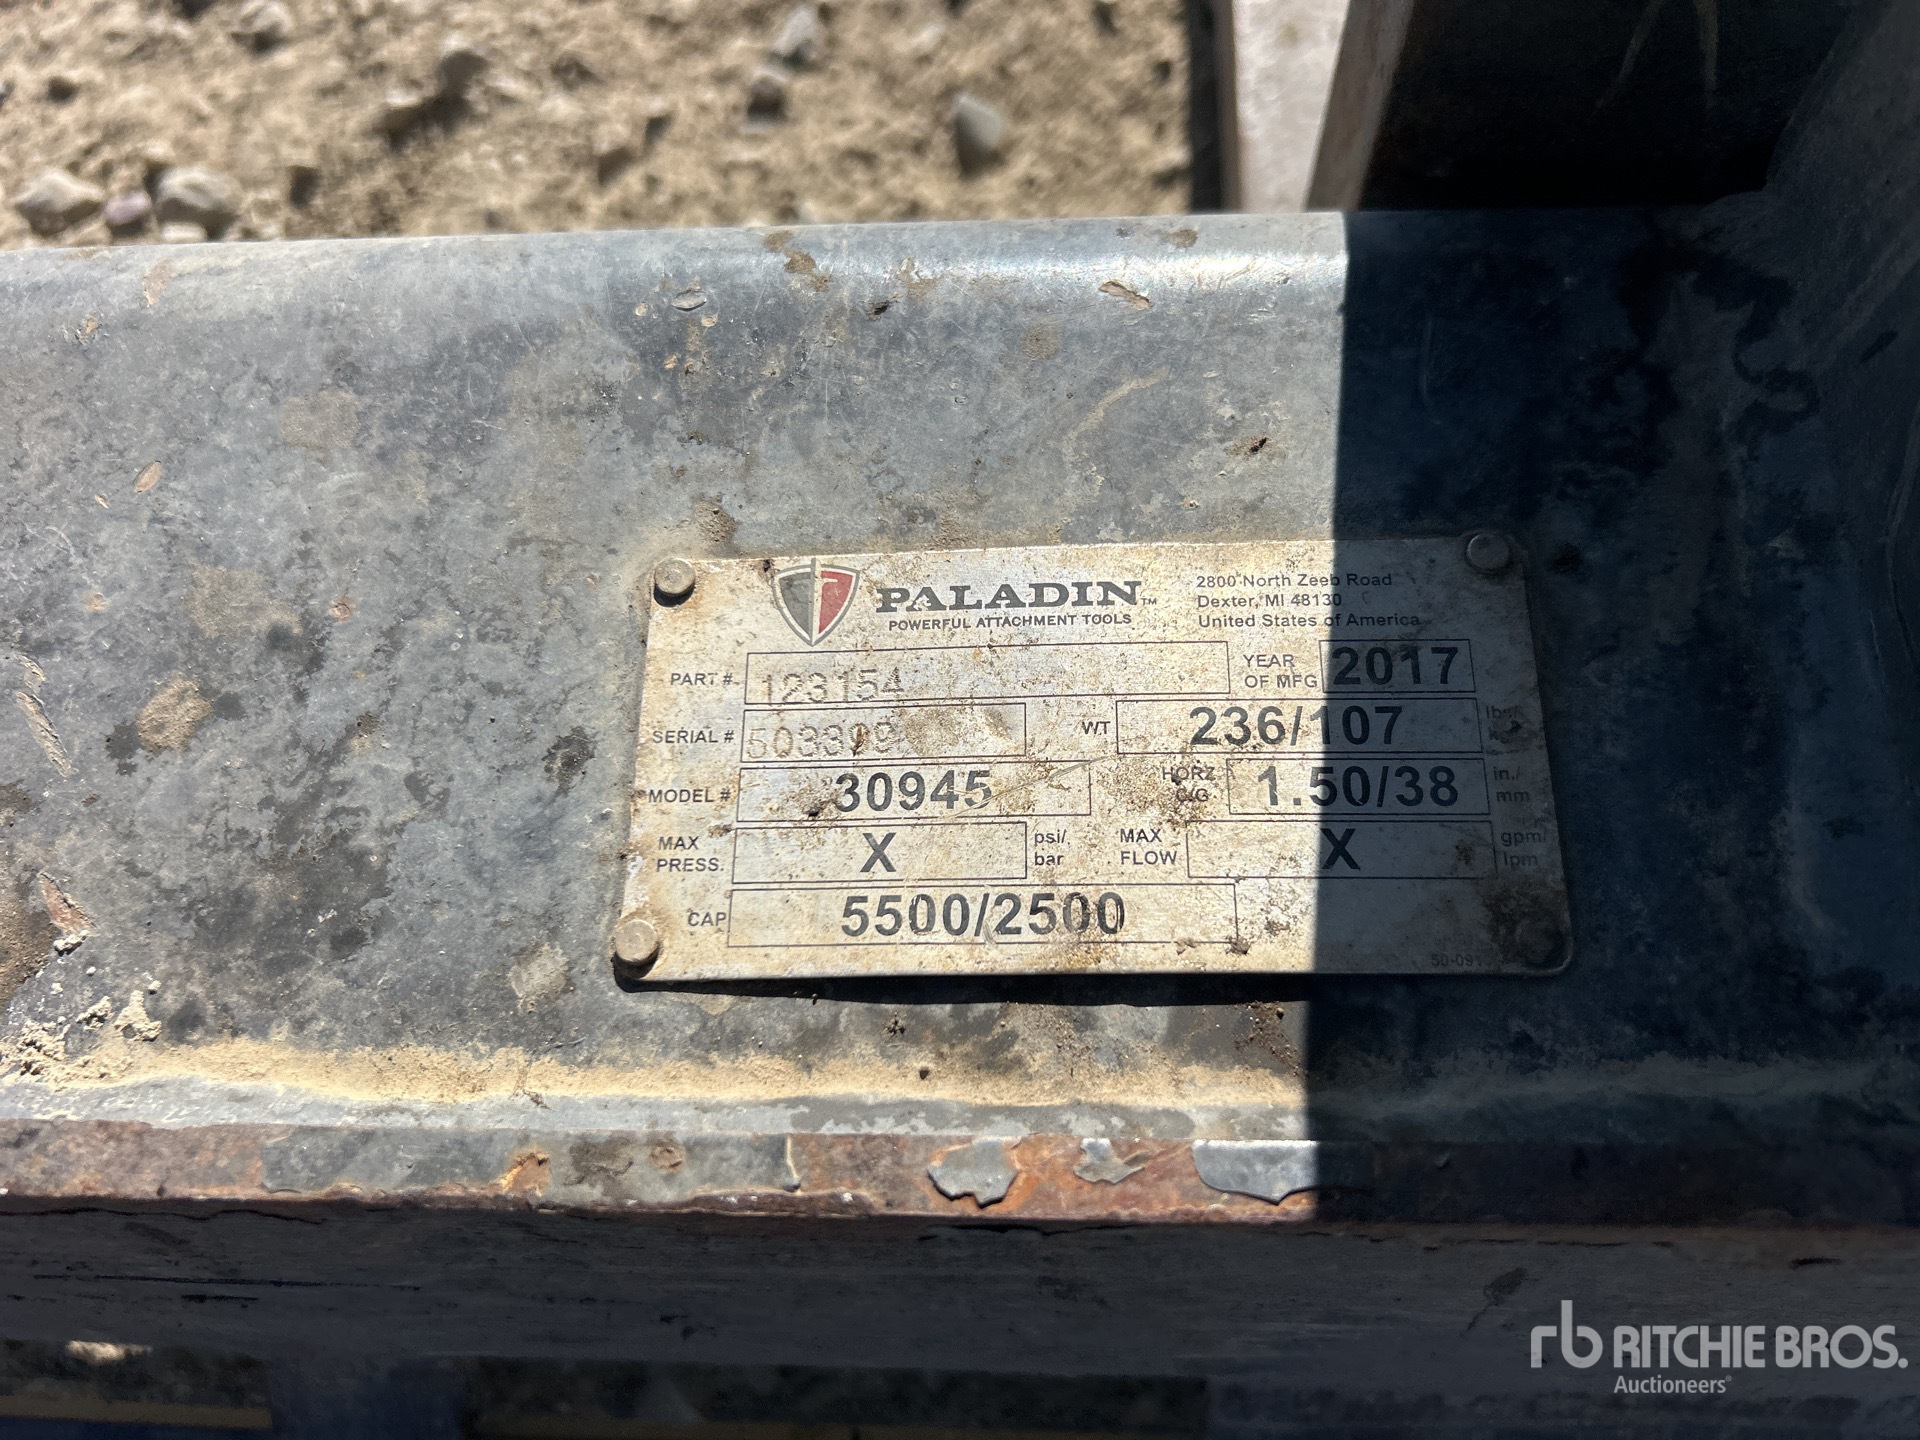 PALADIN™
POWERFUL ATTACHMENT TOOLS
2800 North Zeeb Road
Dexter, MI 48130
United States of America
PART # 123154
YEAR OF MFG 2017
SERIAL #
WT 236/107 lbs/
MODEL # 30945
HORZ C/G 1.50/38 in./ mm
MAX PRESS. X psi/ bar
MAX FLOW X gpm/ lpm
CAP 5500/2500
rb RITCHIE BROS.
Auctioneers